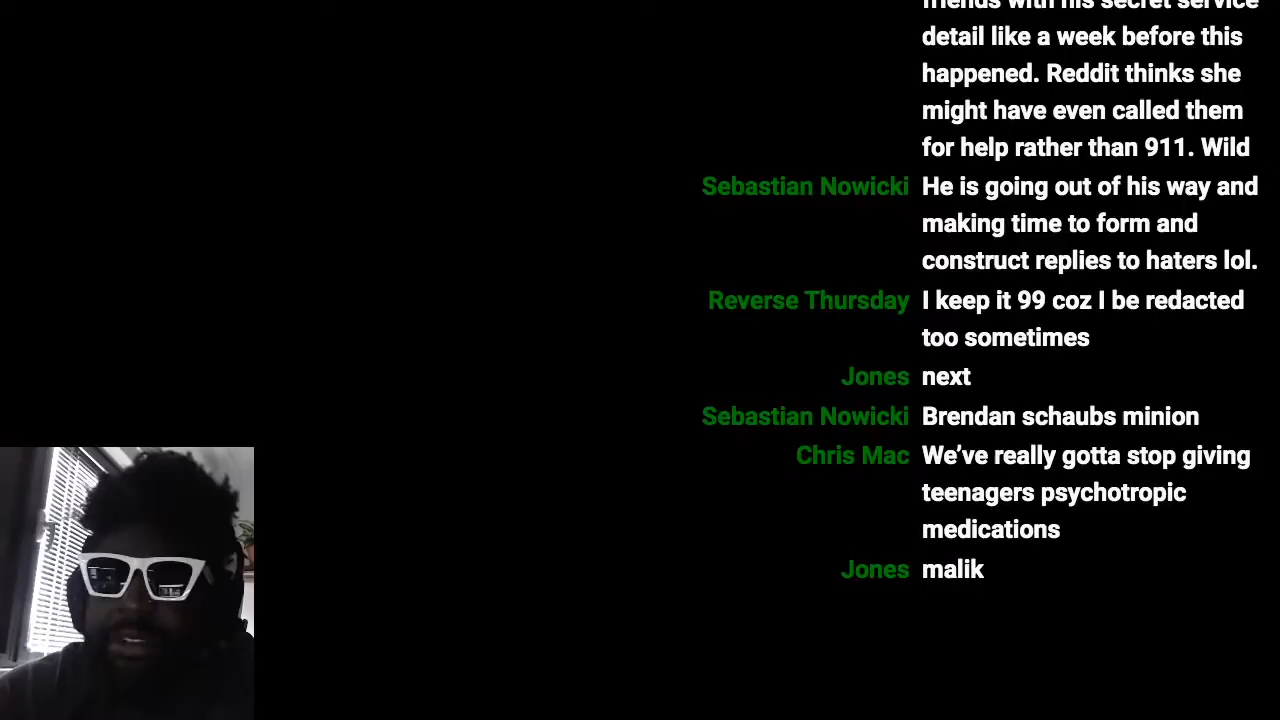 friends with his secret service
detail like a week before this
happened. Reddit thinks she
might have even called them
for help rather than 911. Wild
Sebastian Nowicki He is going out of his way and
making time to form and
construct replies to haters lol.
Reverse Thursday I keep it 99 coz I be redacted
too sometimes
Jones next
Sebastian Nowicki Brendan schaubs minion
Chris Mac We’ve really gotta stop giving
teenagers psychotropic
medications
Jones malik